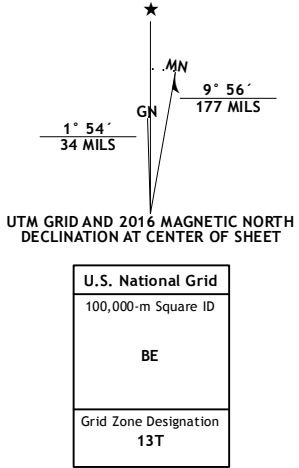 ★
MN
GN
9° 56´
177 MILS
1° 54´
34 MILS
UTM GRID AND 2016 MAGNETIC NORTH
DECLINATION AT CENTER OF SHEET
U.S. National Grid
100,000-m Square ID
BE
Grid Zone Designation
13T